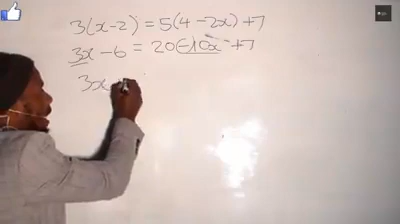 3(x-2) = 5(4-2x)+7
3x-6 = 20-10x+7
3x